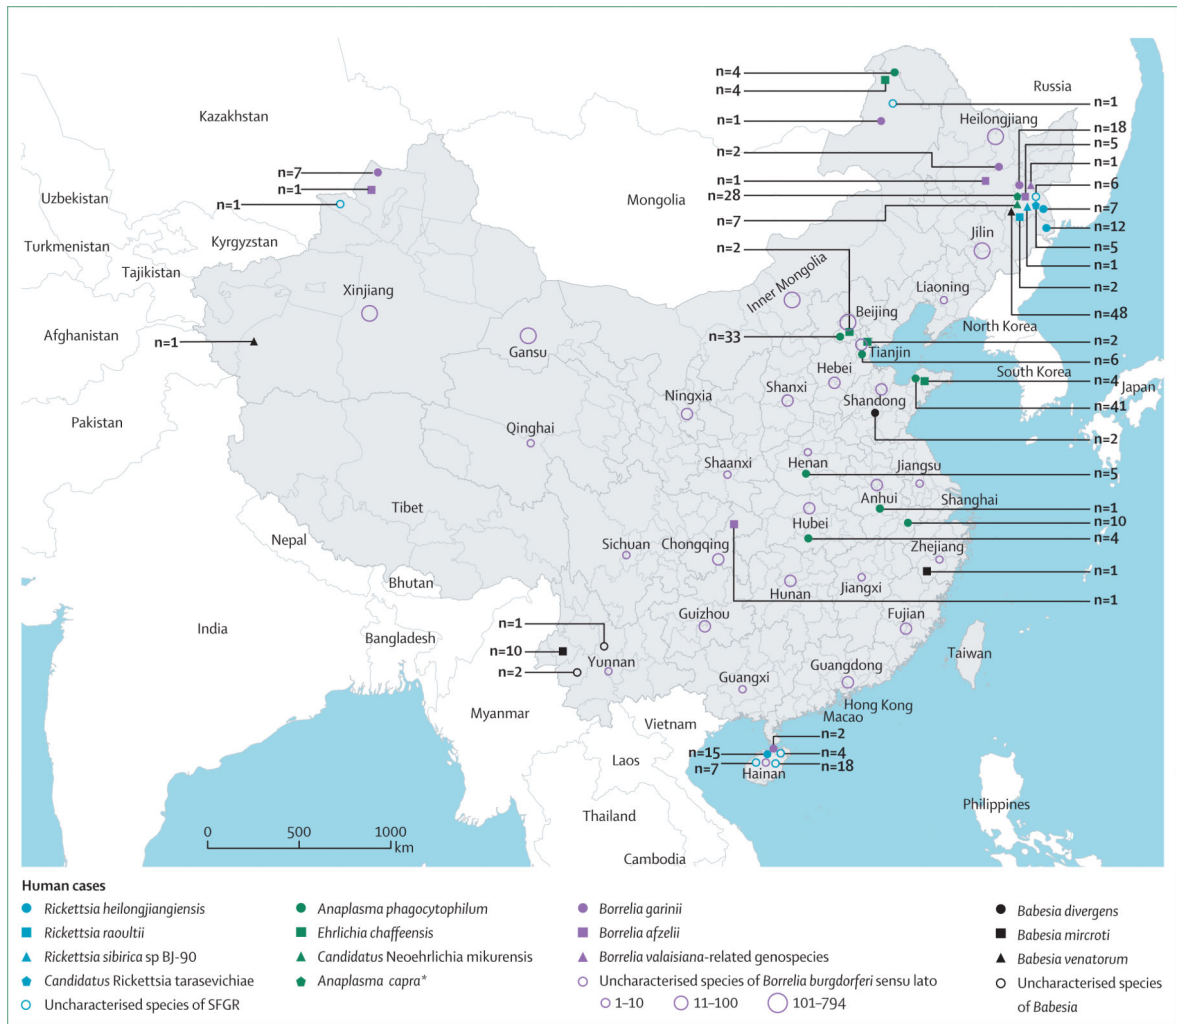 n=4
n=4
Russia
n=1
Kazakhstan
n=1
Heilongjiang
n=18
n=2
n=5
n=7
n=1
n=1
n=1
n=6
Uzbekistan
n=1
Mongolia
n=28
n=7
n=7
n=12
Turkmenistan
Kyrgyzstan
n=2
Jilin
n=5
Tajikistan
n=1
Inner Mongolia
Liaoning
n=2
Xinjiang
Beijing
n=48
Afghanistan
n=1
n=33
North Korea
n=2
Gansu
Tianjin
n=6
Hebei
South Korea
n=4
Ningxia
Shanxi
Shandong
Japan
n=41
Pakistan
Qinghai
n=2
Shaanxi
Henan
Jiangsu
n=5
Tibet
Anhui
Shanghai
n=1
Hubei
n=10
Nepal
Sichuan
Chongqing
Zhejiang
n=4
n=1
Bhutan
Hunan
Jiangxi
n=1
India
Bangladesh
n=1
Guizhou
Fujian
n=10
Taiwan
n=2
Yunnan
Guangxi
Guangdong
Hong Kong
Myanmar
Vietnam
Macao
n=2
Laos
n=15
n=4
n=7
Hainan
n=18
Thailand
Philippines
0 500 1000
km
Cambodia
Human cases
Rickettsia heilongjiangiensis
Rickettsia raoultii
Rickettsia sibirica sp BJ-90
Candidatus Rickettsia tarasevichiae
Uncharacterised species of SFGR
Anaplasma phagocytophilum
Ehrlichia chaffeensis
Candidatus Neoehrlichia mikurensis
Anaplasma capra*
Borrelia garinii
Borrelia afzelii
Borrelia valaisiana-related genospecies
Uncharacterised species of Borrelia burgdorferi sensu lato
1–10 11–100 101–794
Babesia divergens
Babesia mircroti
Babesia venatorum
Uncharacterised species
of Babesia